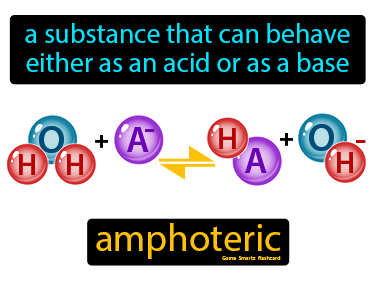 a substance that can behave
either as an acid or as a base
O H H + A- ⇌ H A + O H -
amphoteric
Game Smartz flashcard